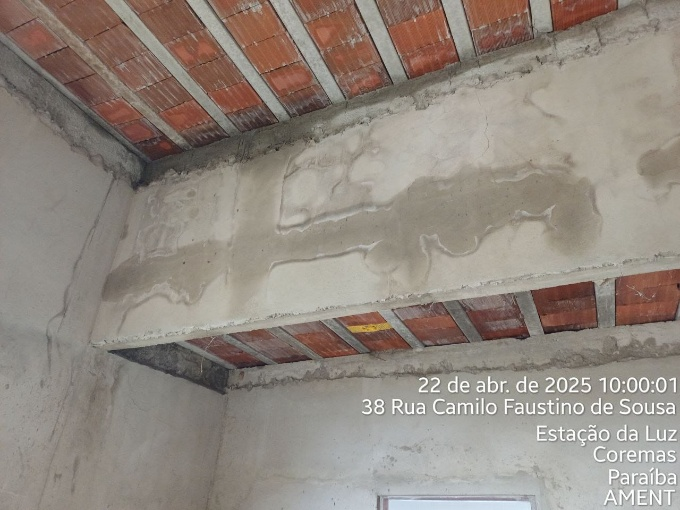 22 de abr. de 2025 10:00:01
38 Rua Camilo Faustino de Sousa
Estação da Luz
Coremas
Paraíba
AMENT